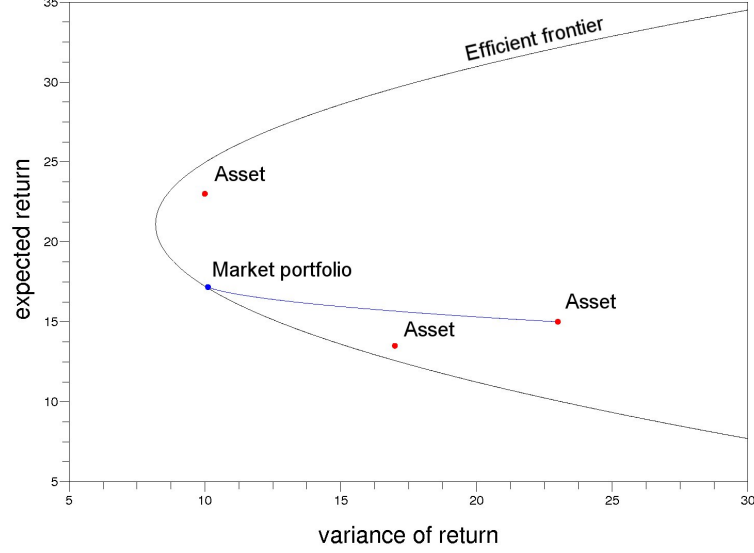 35
Efficient frontier
30
25
Asset
expected return
20
Market portfolio
15
Asset
Asset
10
5
5 10 15 20 25 30
variance of return